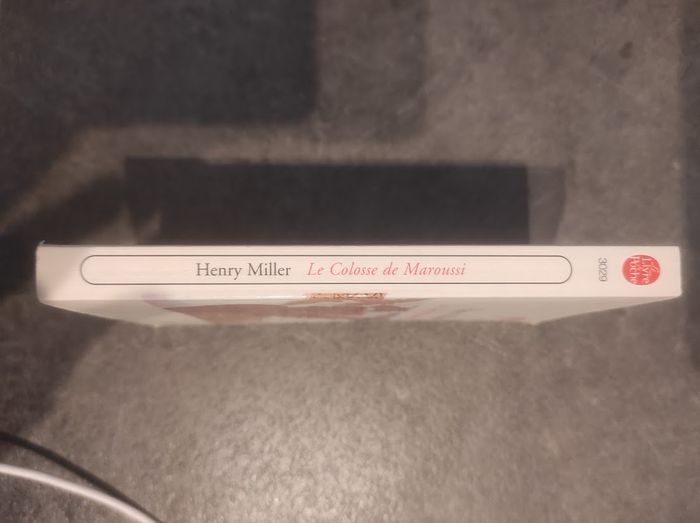 Henry Miller Le Colosse de Maroussi
3029
Le
Livre
de
Poche